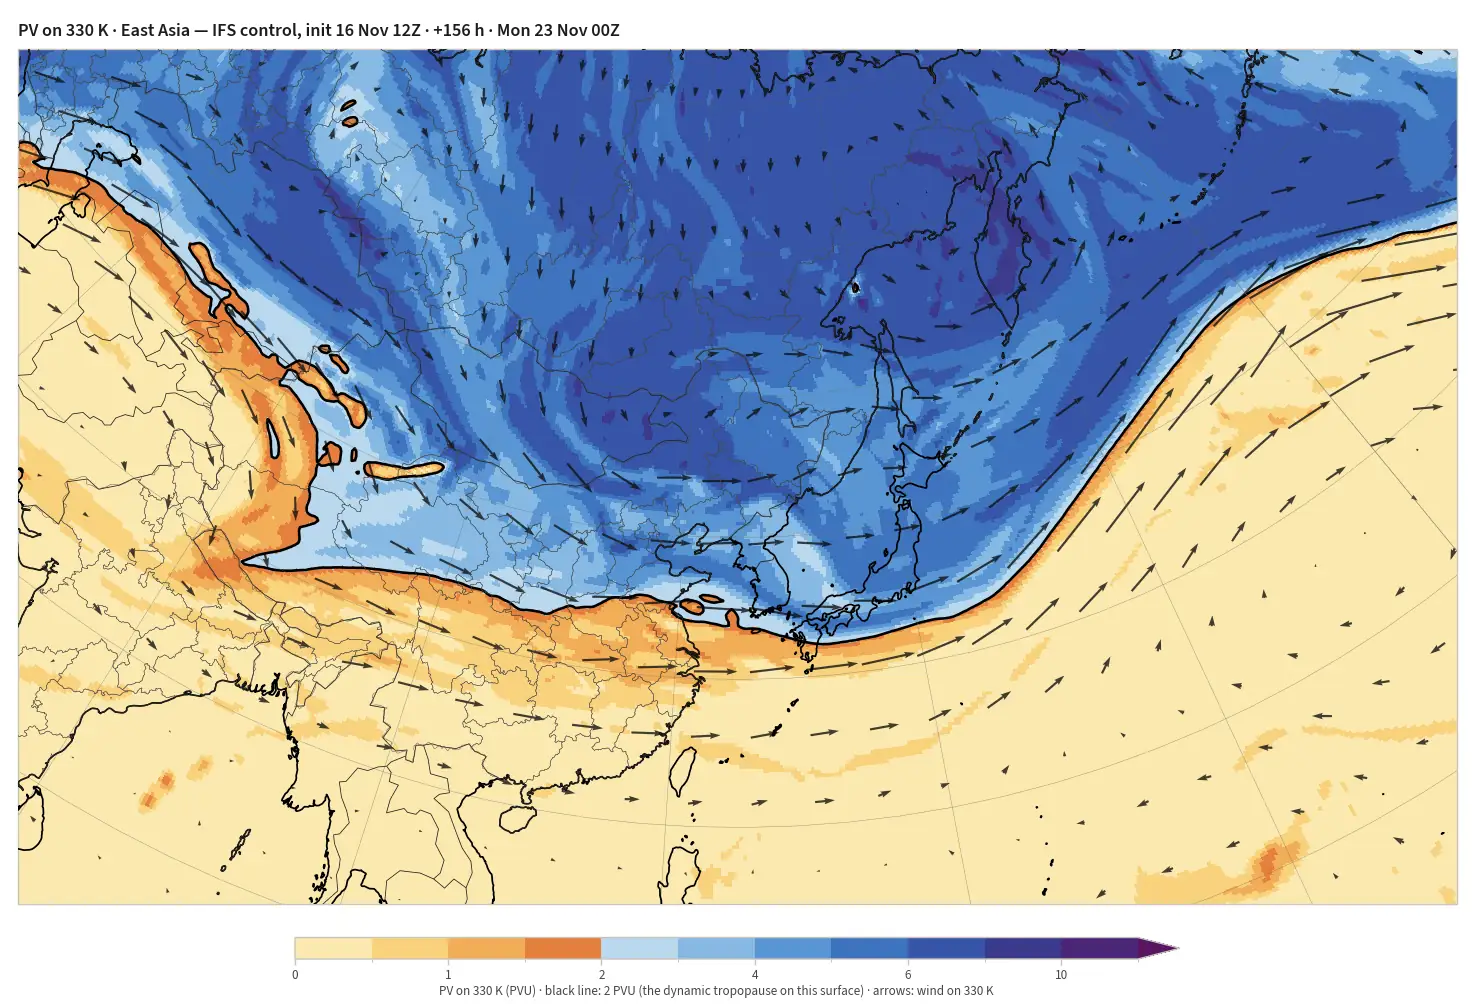 PV on 330 K · East Asia — IFS control, init 16 Nov 12Z · +156 h · Mon 23 Nov 00Z
0 1 2 4 6 10
PV on 330 K (PVU) · black line: 2 PVU (the dynamic tropopause on this surface) · arrows: wind on 330 K